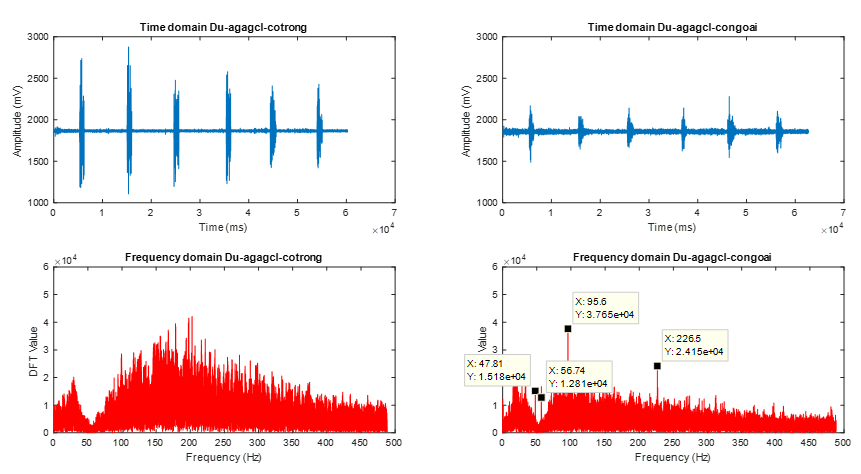 Time domain Du-agagcl-cotrong
3000
2500
2000
1500
1000
Amplitude (mV)
0 1 2 3 4 5 6 7
Time (ms)
×10^4
Time domain Du-agagcl-congoai
3000
2500
2000
1500
1000
Amplitude (mV)
0 1 2 3 4 5 6 7
Time (ms)
×10^4
Frequency domain Du-agagcl-cotrong
×10^4
6
5
4
3
2
1
0
DFT Value
0 50 100 150 200 250 300 350 400 450 500
Frequency (Hz)
Frequency domain Du-agagcl-congoai
×10^4
6
5
4
3
2
1
0
Value
X: 95.6
Y: 3.765e+04
X: 226.5
Y: 2.415e+04
X: 47.81
Y: 1.518e+04
X: 56.74
Y: 1.281e+04
0 50 100 150 200 250 300 350 400 450 500
Frequency (Hz)